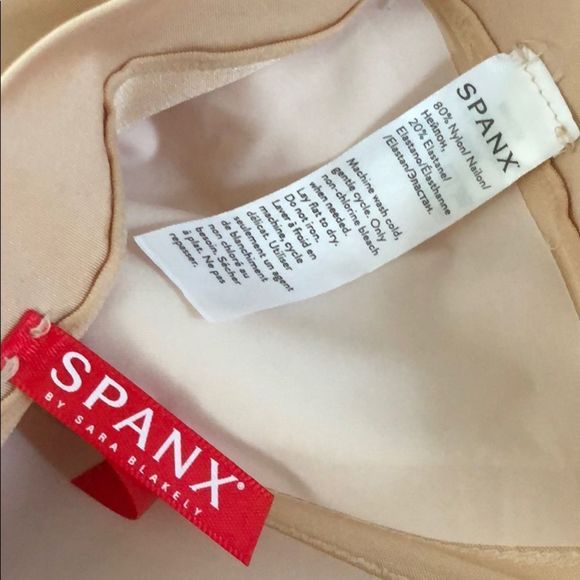 SPANX
80% Nylon/ Nailon/
Нейлон,
20% Elastane/
Elastano/Élasthanne
/Elastan/Эластан.
Machine wash cold,
gentle cycle. Only
non-chlorine bleach
when needed.
Lay flat to dry.
Do not iron.
Laver à froid en
machine, cycle
délicat. Utiliser
seulement un agent
de blanchiment
non chloré au
besoin. Sécher
à plat. Ne pas
repasser.
SPANX®
BY SARA BLAKELY